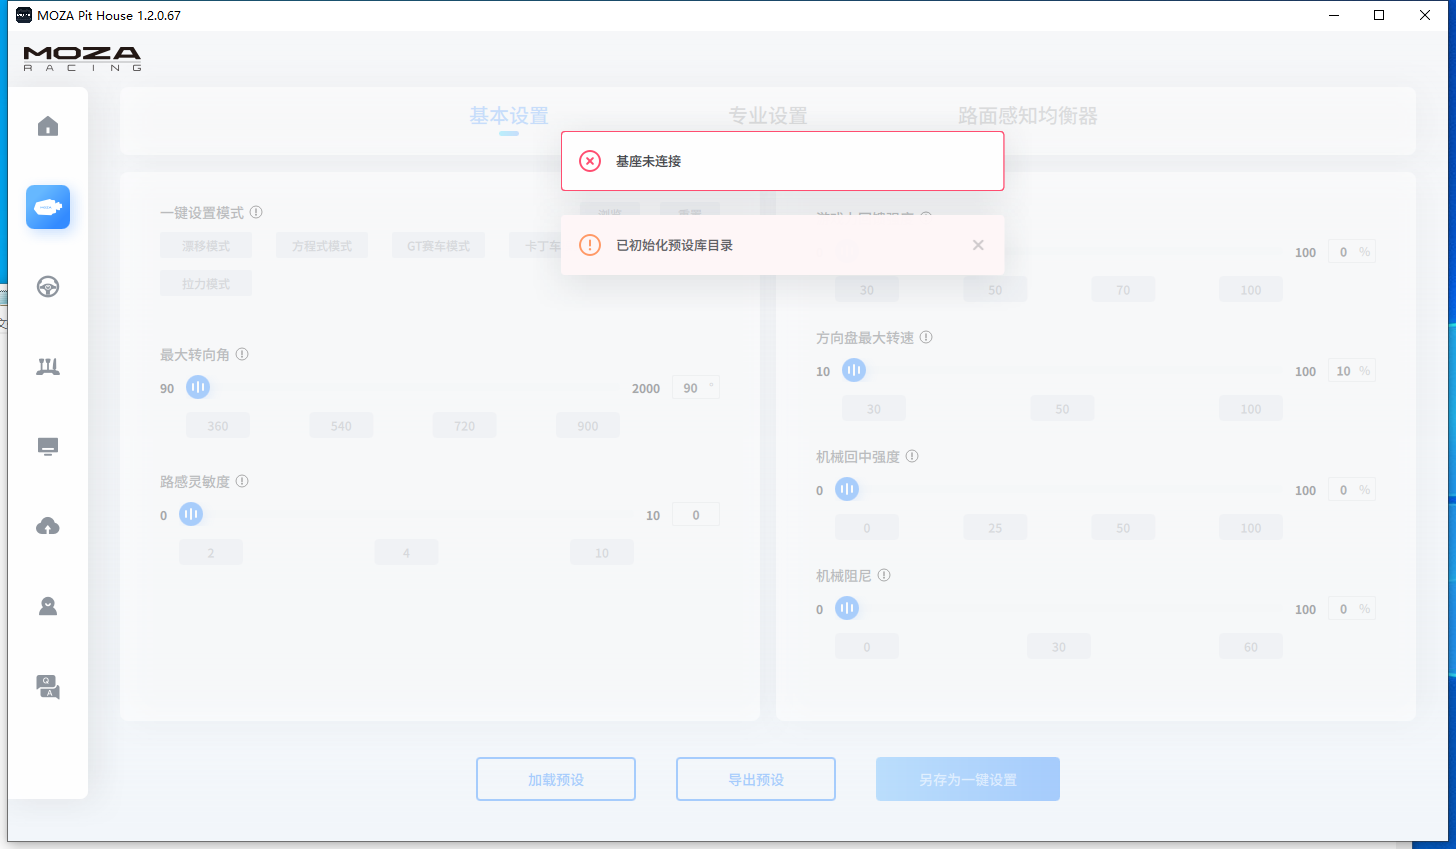 MOZA Pit House 1.2.0.67
MOZA
RACING
基本设置
专业设置
路面感知均衡器
基座未连接
已初始化预设库目录
一键设置模式
漂移模式
方程式模式
GT赛车模式
卡丁车
拉力模式
最大转向角
90
2000
90 °
360
540
720
900
路感灵敏度
0
10
0
2
4
10
100
0 %
30
50
70
100
方向盘最大转速
10
100
10 %
30
50
100
机械回中强度
0
100
0 %
0
25
50
100
机械阻尼
0
100
0 %
0
30
60
Q
A
加载预设
导出预设
另存为一键设置